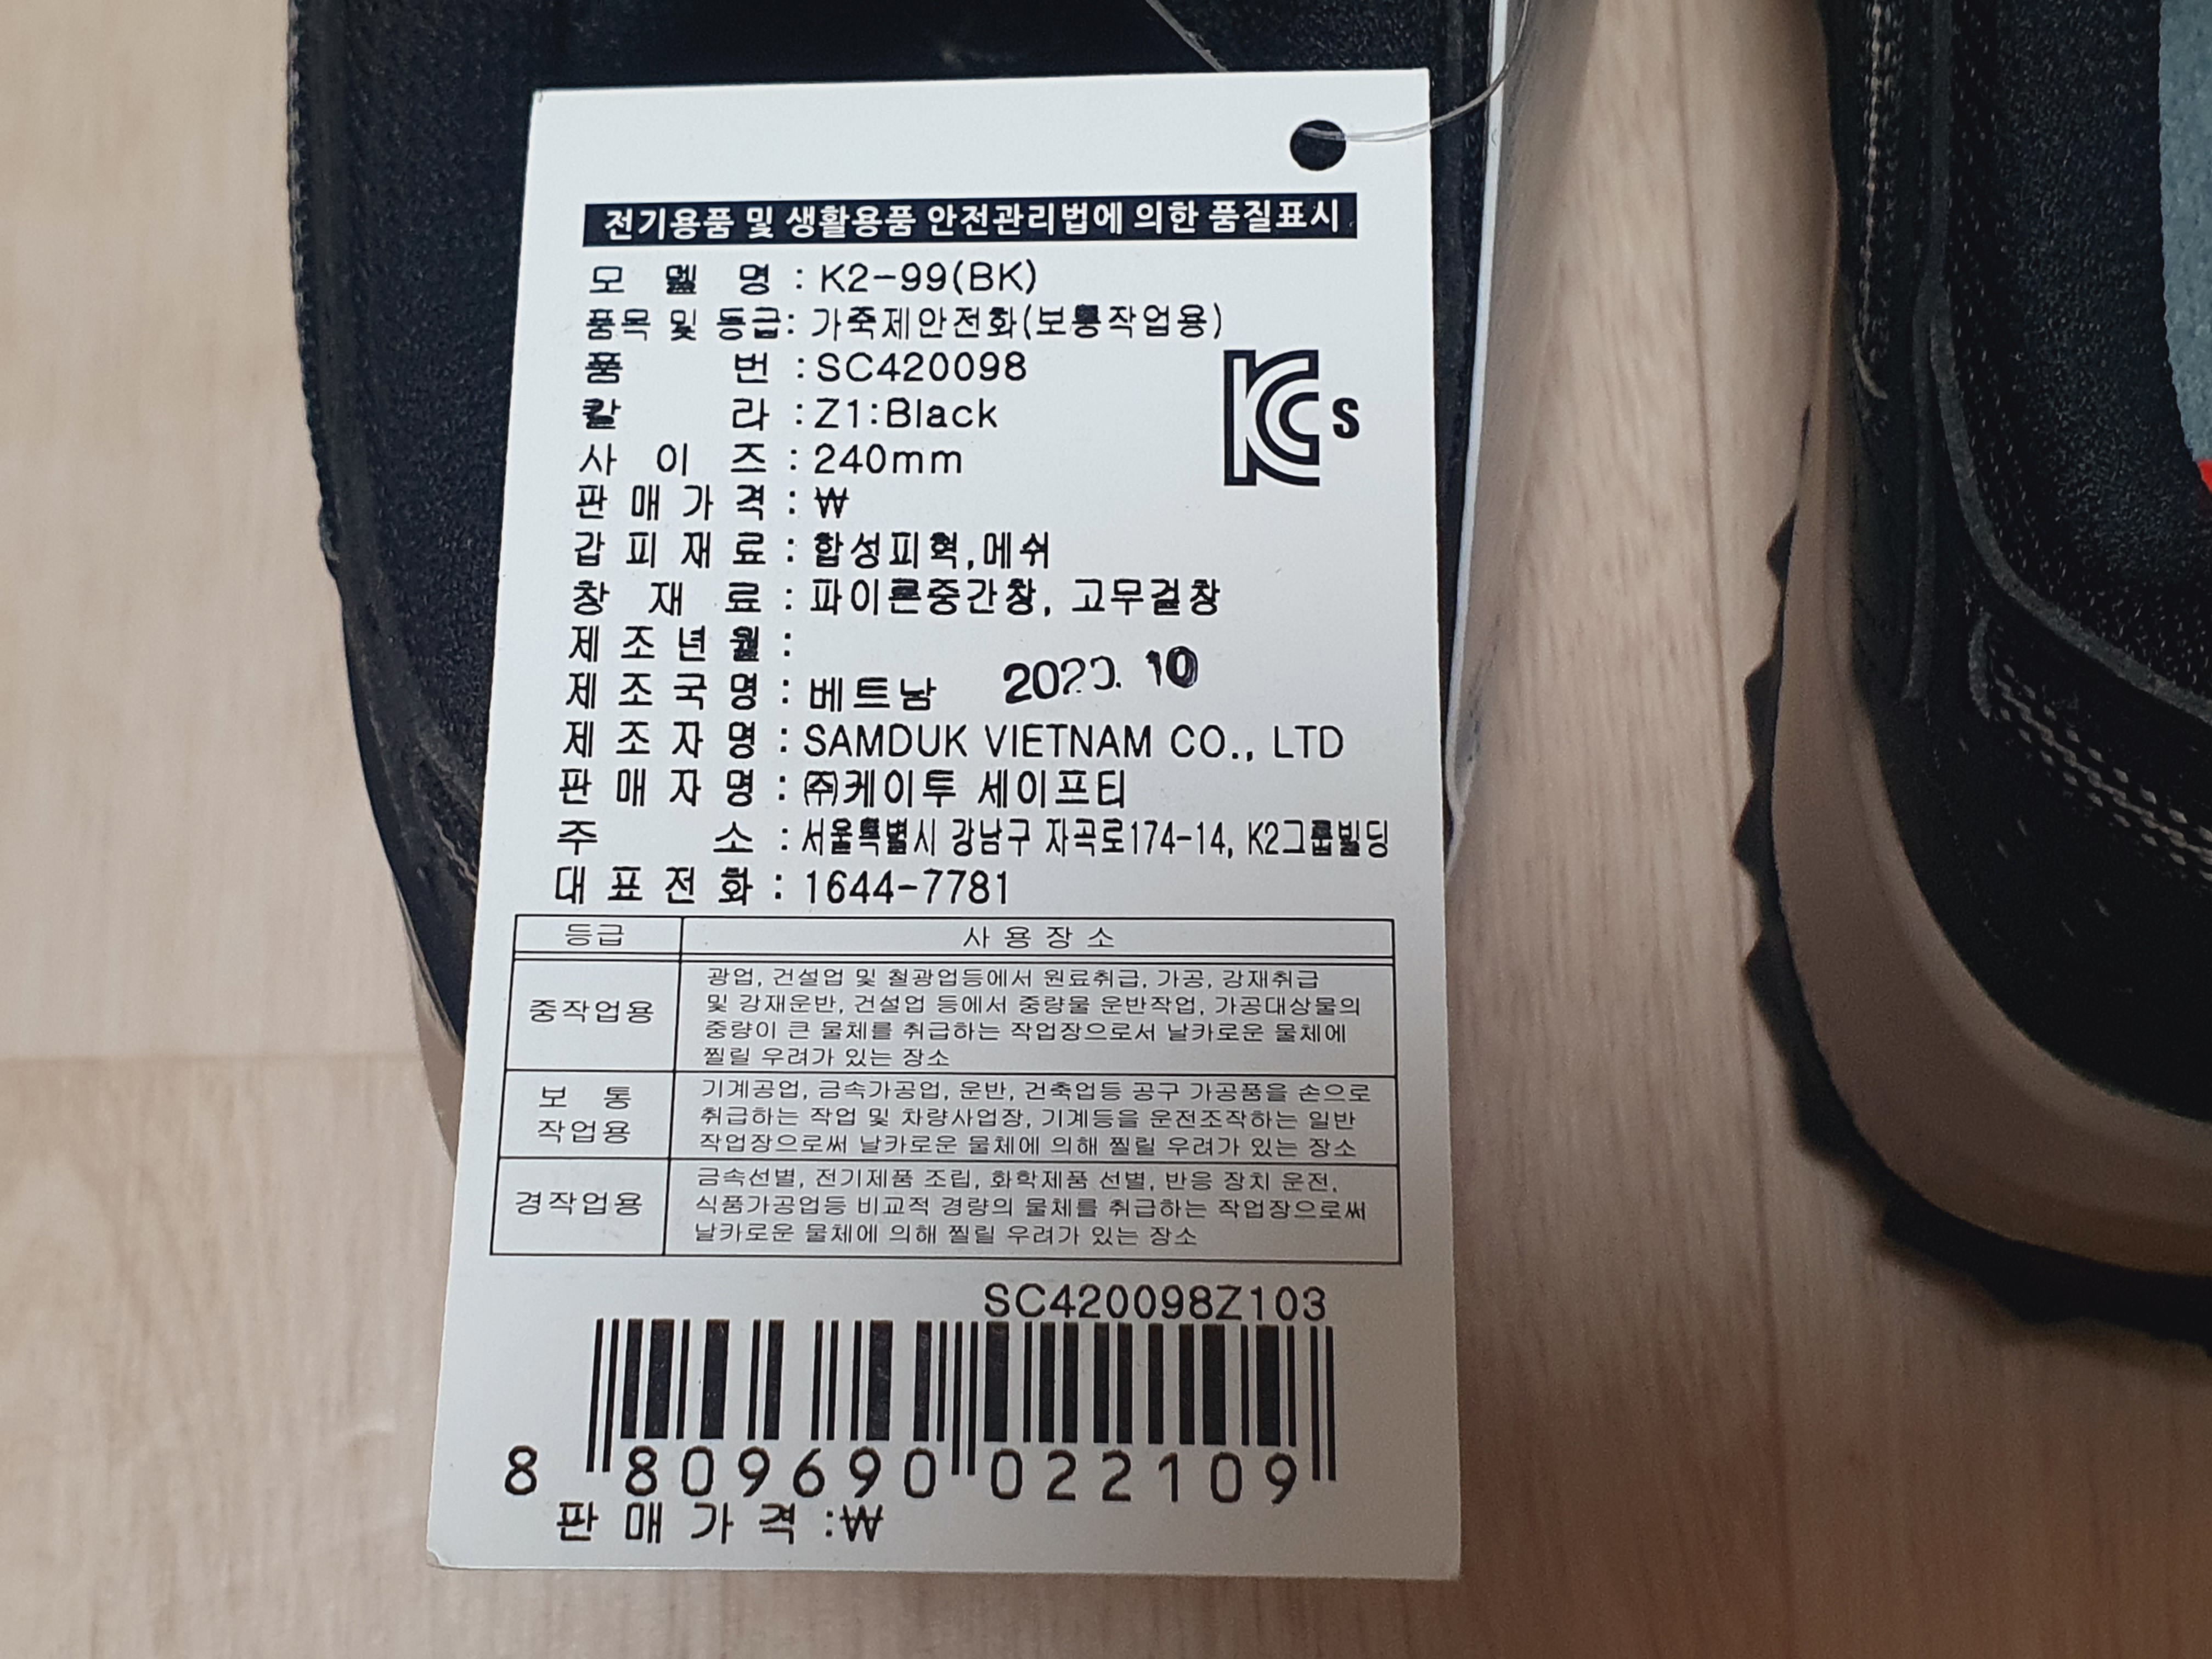 전기용품 및 생활용품 안전관리법에 의한 품질표시
모 델 명 : K2-99(BK)
품목 및 등급: 가죽제안전화(보통작업용)
품 번 :SC420098
칼 라 :Z1:Black
사 이 즈 : 240mm
판 매 가 격 : ₩
갑 피 재 료 : 합성피혁,메쉬
창 재 료 : 파이론중간창, 고무겉창
제 조 년 월 :
2020. 10
제 조 국 명 : 베트남
제 조 자 명 : SAMDUK VIETNAM CO., LTD
판 매 자 명 : ㈜케이투 세이프티
주 소 : 서울특별시 강남구 자곡로174-14, K2그룹빌딩
대 표 전 화 : 1644-7781
KC s
등급 사 용 장 소
중작업용
광업, 건설업 및 철광업등에서 원료취급, 가공, 강재취급
및 강재운반, 건설업 등에서 중량물 운반작업, 가공대상물의
중량이 큰 물체를 취급하는 작업장으로서 날카로운 물체에
찔릴 우려가 있는 장소
보 통
작업용
기계공업, 금속가공업, 운반, 건축업등 공구 가공품을 손으로
취급하는 작업 및 차량사업장, 기계등을 운전조작하는 일반
작업장으로써 날카로운 물체에 의해 찔릴 우려가 있는 장소
경작업용
금속선별, 전기제품 조립, 화학제품 선별, 반응 장치 운전,
식품가공업등 비교적 경량의 물체를 취급하는 작업장으로써
날카로운 물체에 의해 찔릴 우려가 있는 장소
SC420098Z103
8 809690 022109
판 매 가 격 :₩